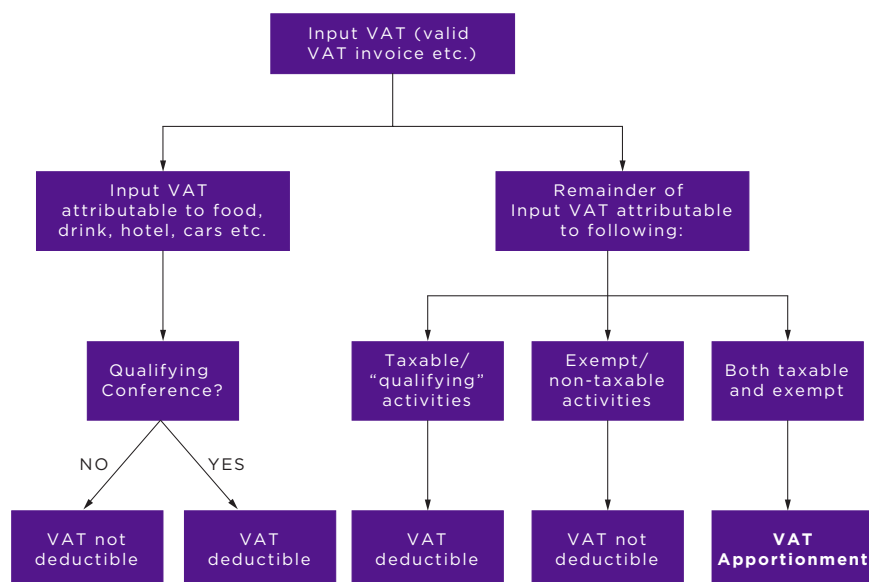 Input VAT (valid
VAT invoice etc.)
Input VAT
attributable to food,
drink, hotel, cars etc.
Remainder of
Input VAT attributable
to following:
Qualifying
Conference?
Taxable/
“qualifying”
activities
Exempt/
non-taxable
activities
Both taxable
and exempt
NO
YES
VAT not
deductible
VAT
deductible
VAT
deductible
VAT not
deductible
VAT
Apportionment